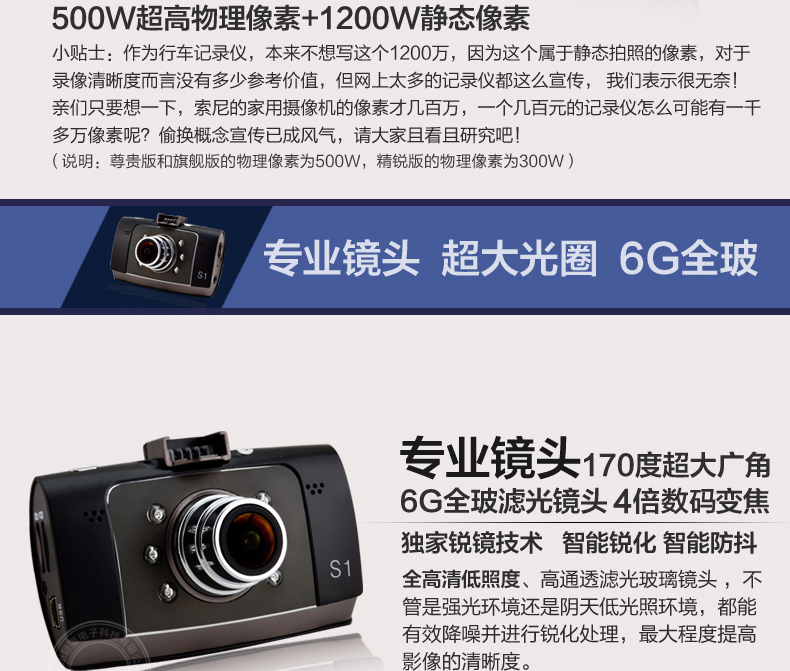 500W超高物理像素+1200W静态像素
小贴士：作为行车记录仪，本来不想写这个1200万，因为这个属于静态拍照的像素，对于
录像清晰度而言没有多少参考价值，但网上太多的记录仪都这么宣传，我们表示很无奈！
亲们只要想一下，索尼的家用摄像机的像素才几百万，一个几百元的记录仪怎么可能有一千
多万像素呢？偷换概念宣传已成风气，请大家且看且研究吧！
（说明：尊贵版和旗舰版的物理像素为500W，精锐版的物理像素为300W）
S1
专业镜头 超大光圈 6G全玻
专业镜头170度超大广角
6G全玻滤光镜头 4倍数码变焦
独家锐镜技术 智能锐化 智能防抖
S1
USB
全高清低照度、高通透滤光玻璃镜头，不
管是强光环境还是阴天低光照环境，都能
有效降噪并进行锐化处理，最大程度提高
影像的清晰度。